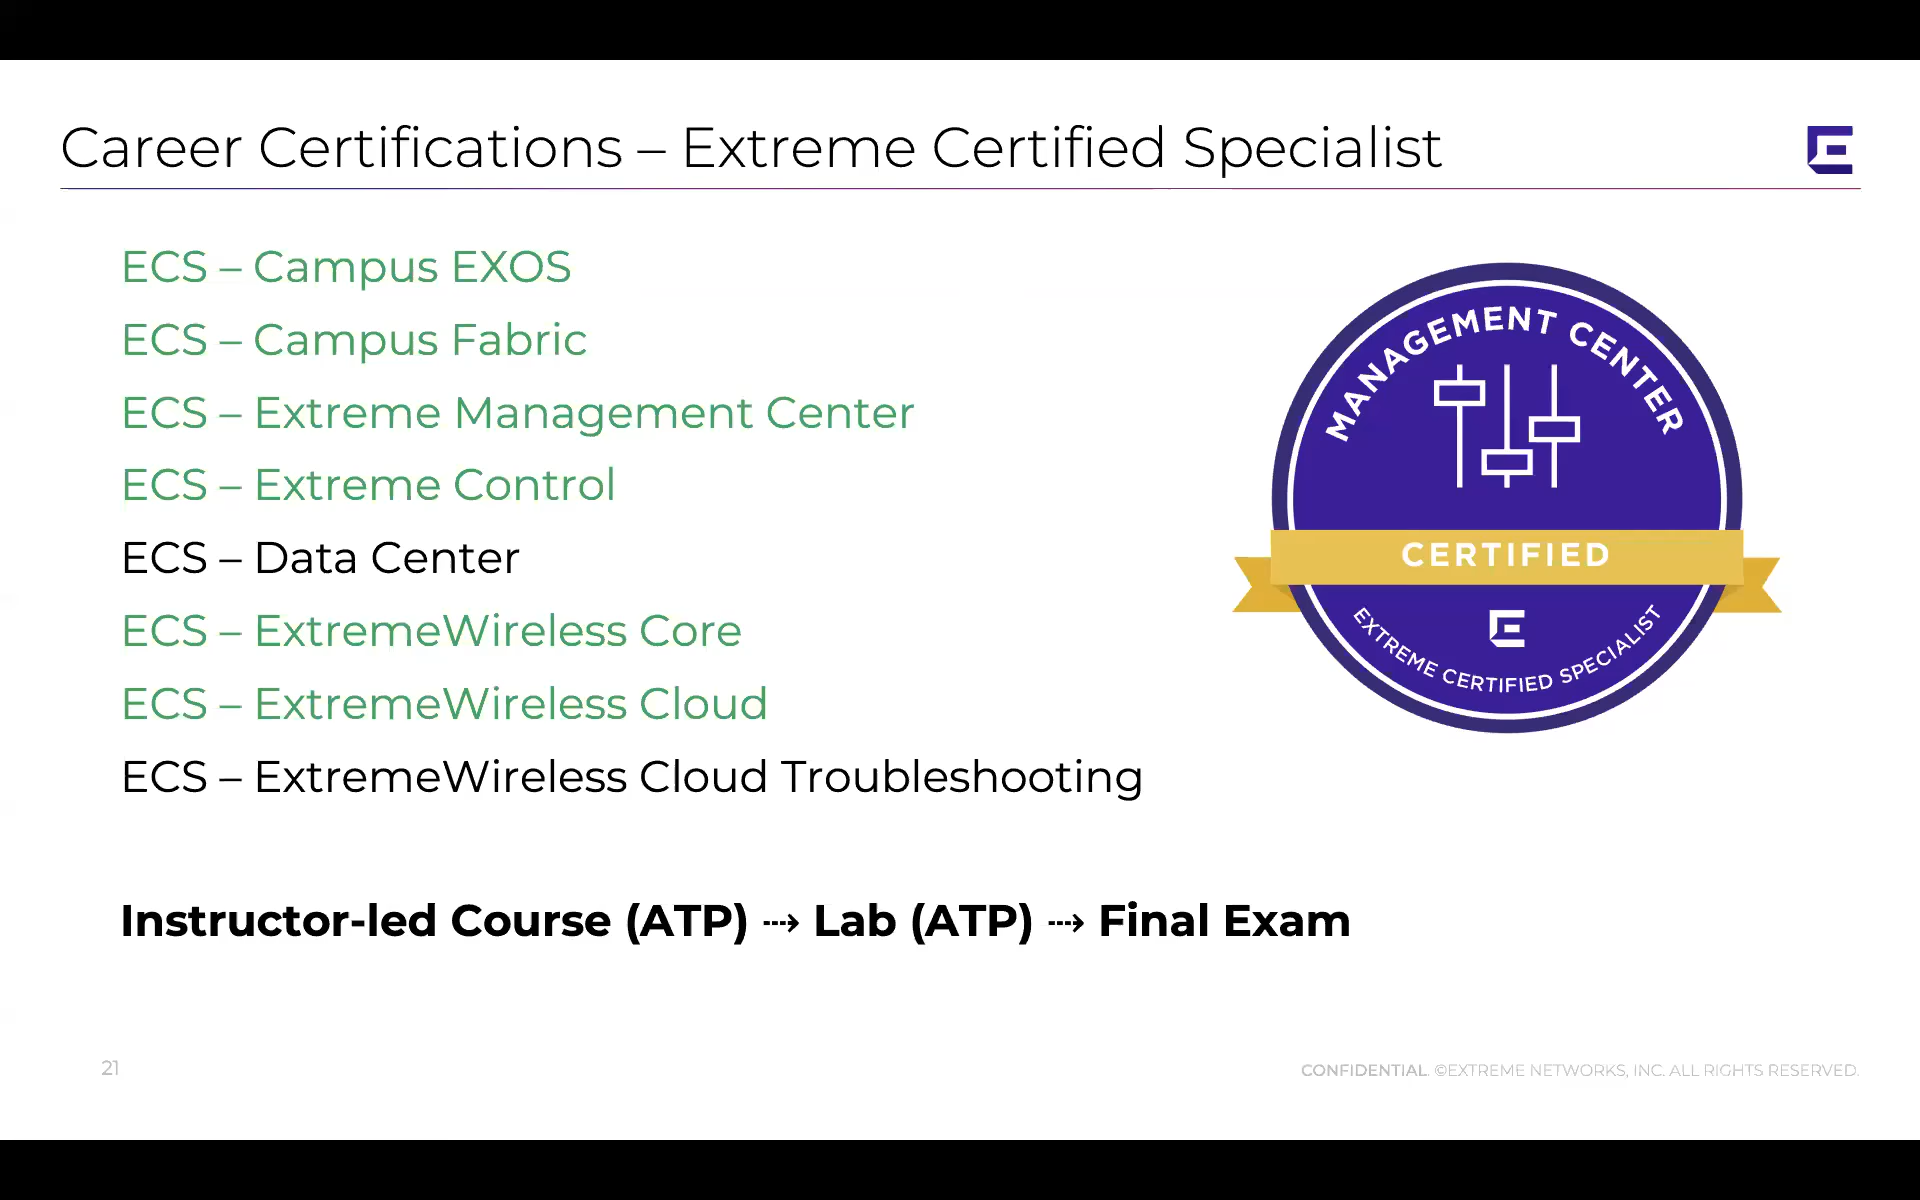 Career Certifications – Extreme Certified Specialist
ECS – Campus EXOS
ECS – Campus Fabric
ECS – Extreme Management Center
ECS – Extreme Control
ECS – Data Center
ECS – ExtremeWireless Core
ECS – ExtremeWireless Cloud
ECS – ExtremeWireless Cloud Troubleshooting
MANAGEMENT CENTER
CERTIFIED
EXTREME CERTIFIED SPECIALIST
Instructor-led Course (ATP) ⇢ Lab (ATP) ⇢ Final Exam
21
CONFIDENTIAL. ©EXTREME NETWORKS, INC. ALL RIGHTS RESERVED.